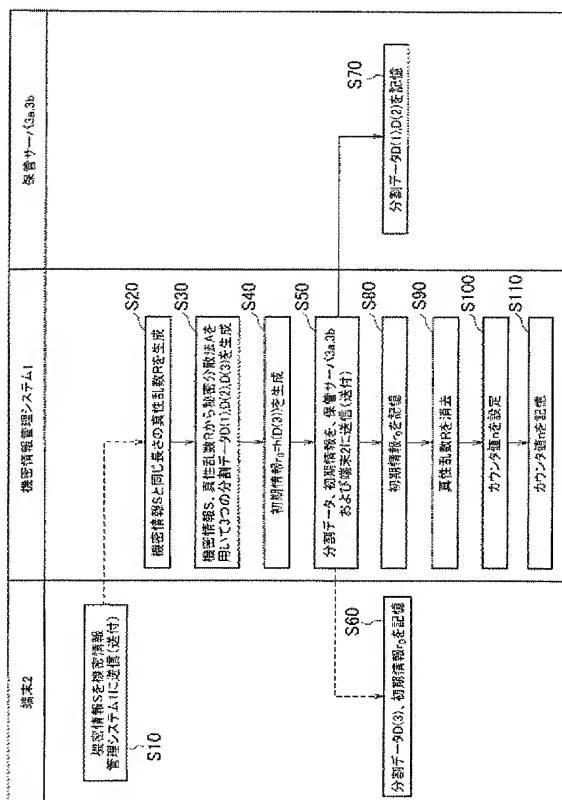 端末2
機密情報管理システム1
保管サーバ3a,3b
機密情報Sを機密情報
管理システム1に送信(送付)
S10
S20
機密情報Sと同じ長さの真性乱数Rを生成
S30
機密情報S、真性乱数Rから秘密分散法Aを
用いて3つの分割データD(1),D(2),D(3)を生成
S40
初期情報r₀=h(D(3))を生成
S50
分割データ、初期情報を、保管サーバ3a,3b
および端末2に送信(送付)
S60
分割データD(3)、初期情報r₀を記憶
S70
分割データD(1),D(2)を記憶
S80
初期情報r₀を記憶
S90
真性乱数Rを消去
S100
カウンタ値nを設定
S110
カウンタ値nを記憶